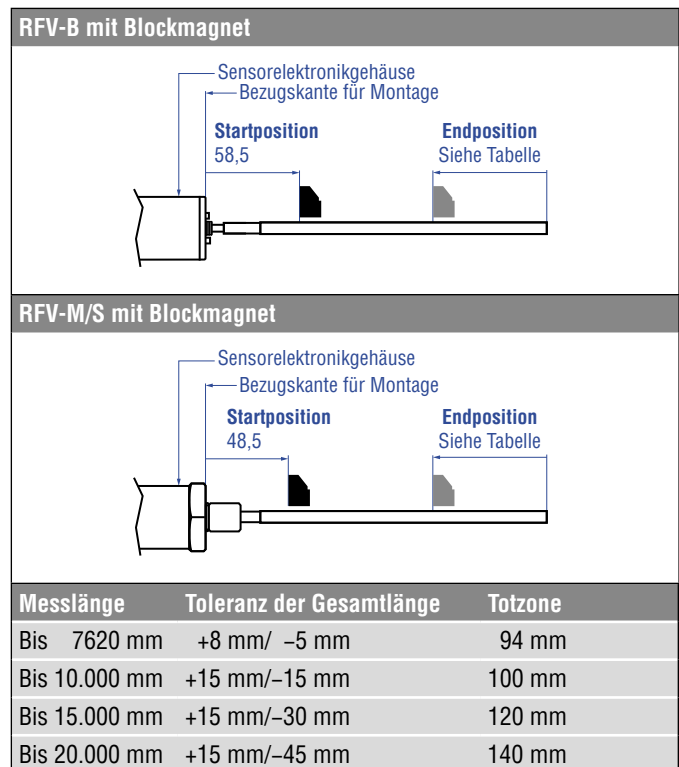 RFV-B mit Blockmagnet
Sensorelektronikgehäuse
Bezugskante für Montage
Startposition
58,5
Endposition
Siehe Tabelle
RFV-M/S mit Blockmagnet
Sensorelektronikgehäuse
Bezugskante für Montage
Startposition
48,5
Endposition
Siehe Tabelle
Messlänge Toleranz der Gesamtlänge Totzone
Bis 7620 mm +8 mm/ −5 mm 94 mm
Bis 10.000 mm +15 mm/−15 mm 100 mm
Bis 15.000 mm +15 mm/−30 mm 120 mm
Bis 20.000 mm +15 mm/−45 mm 140 mm